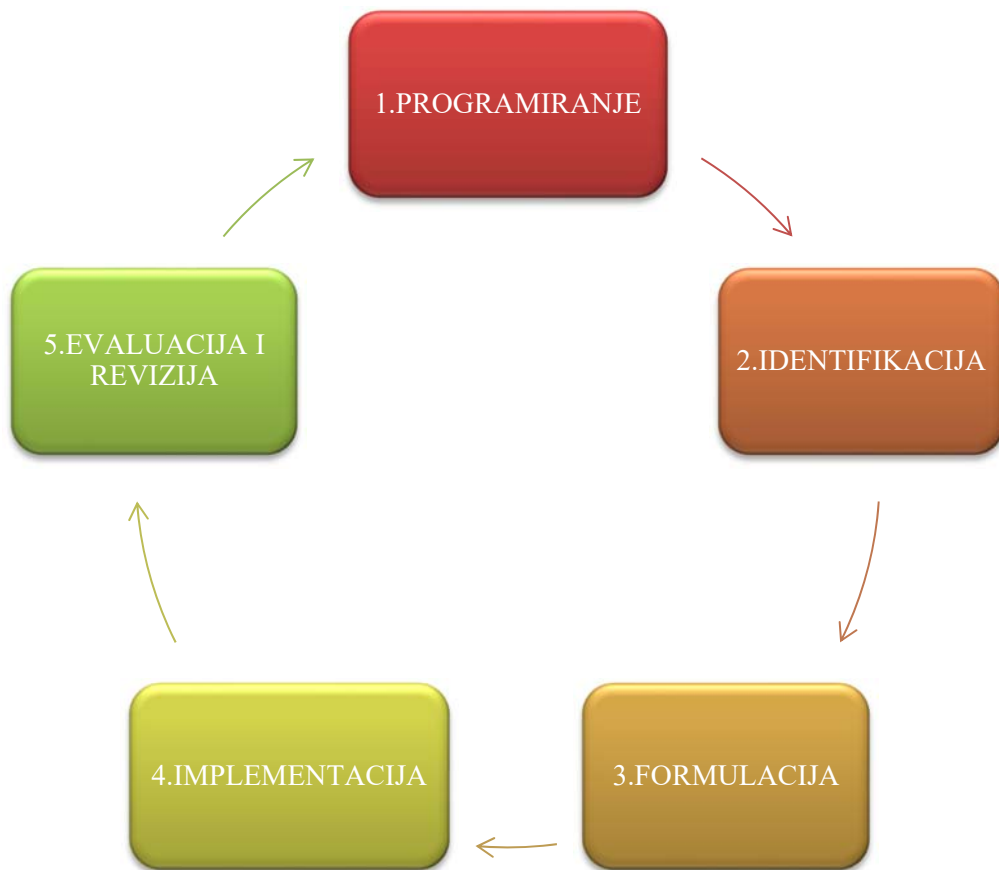 1.PROGRAMIRANJE
2.IDENTIFIKACIJA
3.FORMULACIJA
4.IMPLEMENTACIJA
5.EVALUACIJA I
REVIZIJA